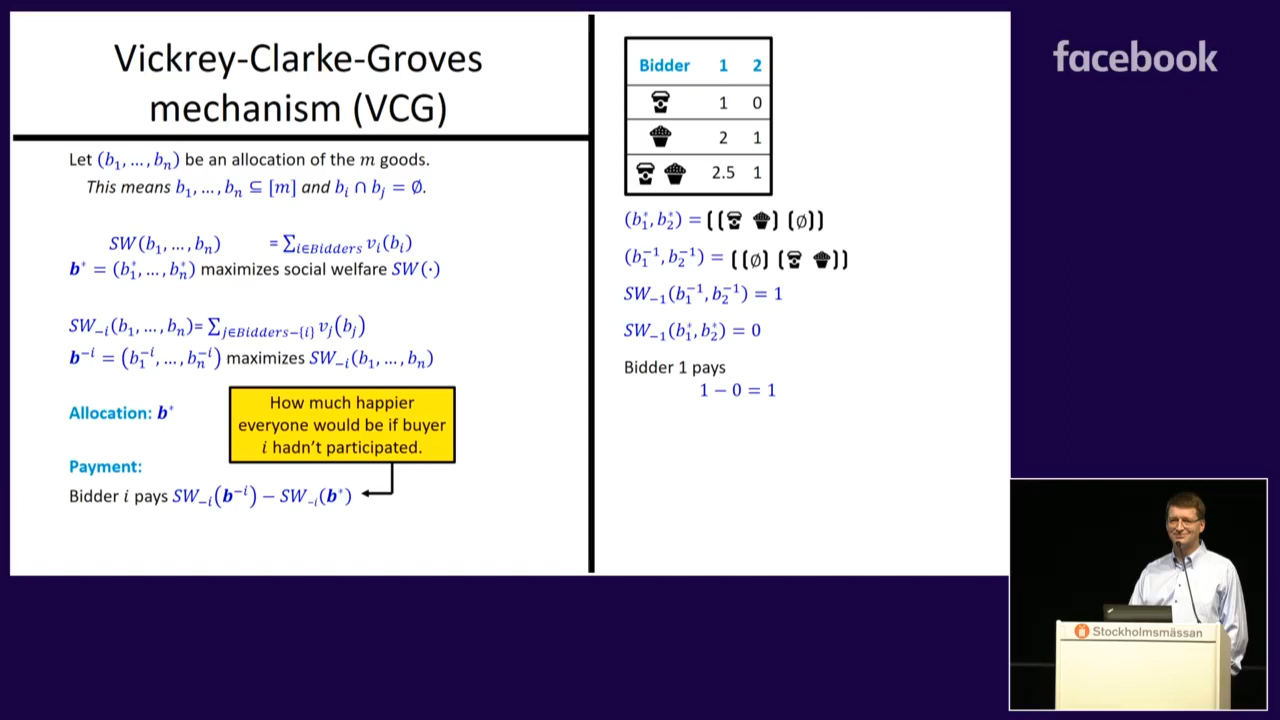 Vickrey-Clarke-Groves
mechanism (VCG)
Let (b₁, …, bₙ) be an allocation of the m goods.
This means b₁, …, bₙ ⊆ [m] and bᵢ ∩ bⱼ = ∅.
SW(b₁, …, bₙ) = ∑_{i∈Bidders} vᵢ(bᵢ)
b* = (b₁*, …, bₙ*) maximizes social welfare SW(·)
SW₋ᵢ(b₁, …, bₙ)= ∑_{j∈Bidders−{i}} vⱼ(bⱼ)
b⁻ⁱ = (b₁⁻ⁱ, …, bₙ⁻ⁱ) maximizes SW₋ᵢ(b₁, …, bₙ)
Allocation: b*
How much happier
everyone would be if buyer
i hadn't participated.
Payment:
Bidder i pays SW₋ᵢ(b⁻ⁱ) − SW₋ᵢ(b*)
Bidder 1 2
1 0
2 1
2.5 1
(b₁*, b₂*) = (( ) (∅))
(b₁⁻¹, b₂⁻¹) = ((∅) ( ))
SW₋₁(b₁⁻¹, b₂⁻¹) = 1
SW₋₁(b₁*, b₂*) = 0
Bidder 1 pays
1 − 0 = 1
facebook
Stockholmsmässan